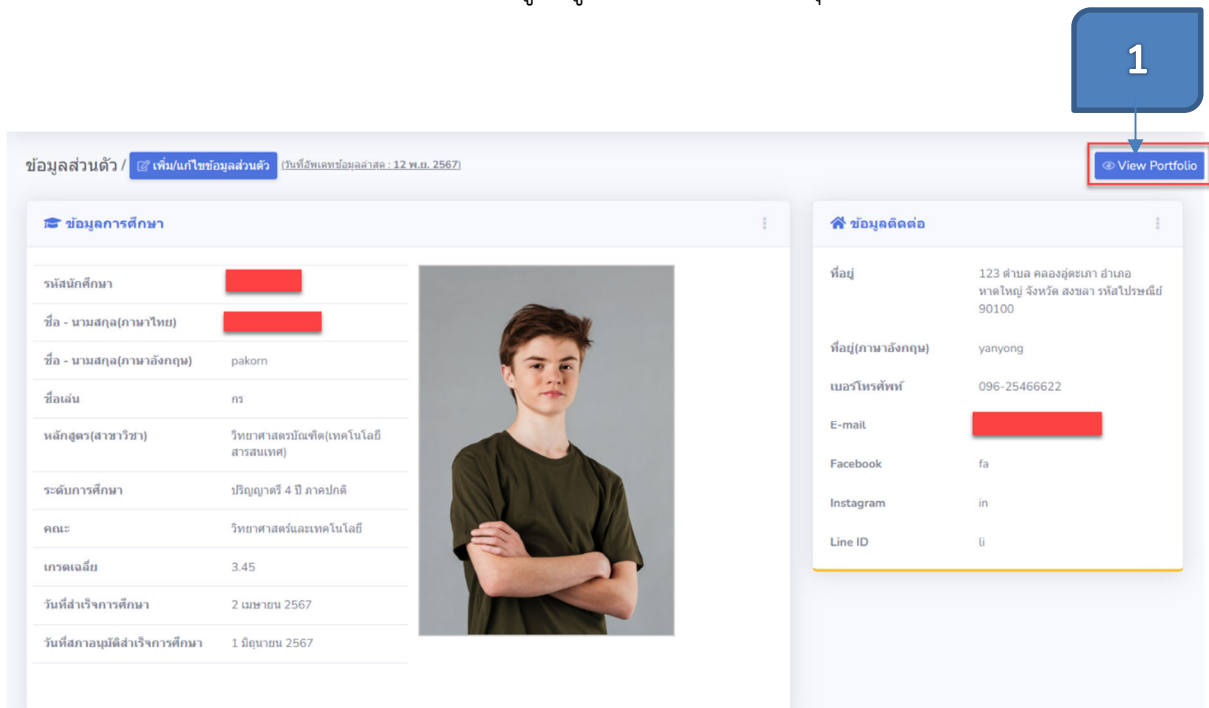 1
ข้อมูลส่วนตัว / เพิ่ม/แก้ไขข้อมูลส่วนตัว (วันที่อัพเดทข้อมูลล่าสุด : 12 พ.ย. 2567)
View Portfolio
ข้อมูลการศึกษา
รหัสนักศึกษา
ชื่อ - นามสกุล(ภาษาไทย)
ชื่อ - นามสกุล(ภาษาอังกฤษ) pakorn
ชื่อเล่น กร
หลักสูตร(สาขาวิชา) วิทยาศาสตรบัณฑิต(เทคโนโลยี
สารสนเทศ)
ระดับการศึกษา ปริญญาตรี 4 ปี ภาคปกติ
คณะ วิทยาศาสตร์และเทคโนโลยี
เกรดเฉลี่ย 3.45
วันที่สำเร็จการศึกษา 2 เมษายน 2567
วันที่สภาอนุมัติสำเร็จการศึกษา 1 มิถุนายน 2567
ข้อมูลติดต่อ
ที่อยู่ 123 ตำบล คลองอู่ตะเภา อำเภอ
หาดใหญ่ จังหวัด สงขลา รหัสไปรษณีย์
90100
ที่อยู่(ภาษาอังกฤษ) yanyong
เบอร์โทรศัพท์ 096-25466622
E-mail
Facebook fa
Instagram in
Line ID li